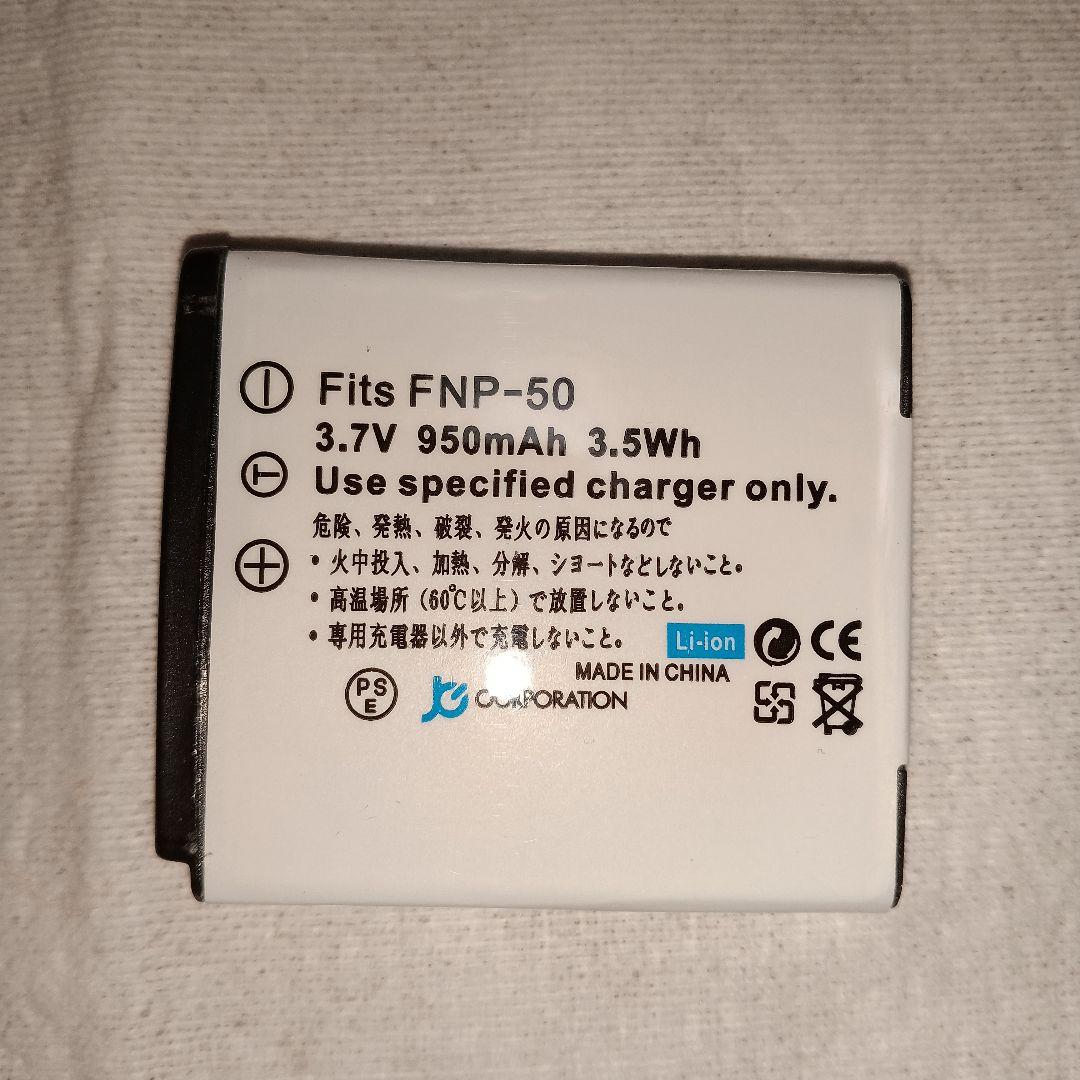 Fits FNP-50
3.7V 950mAh 3.5Wh
Use specified charger only.
危険、発熱、破裂、発火の原因になるので
・火中投入、加熱、分解、ショートなどしないこと。
・高温場所（60℃以上）で放置しないこと。
・専用充電器以外で充電しないこと。
Li-ion
CE
MADE IN CHINA
PS
E
CORPORATION